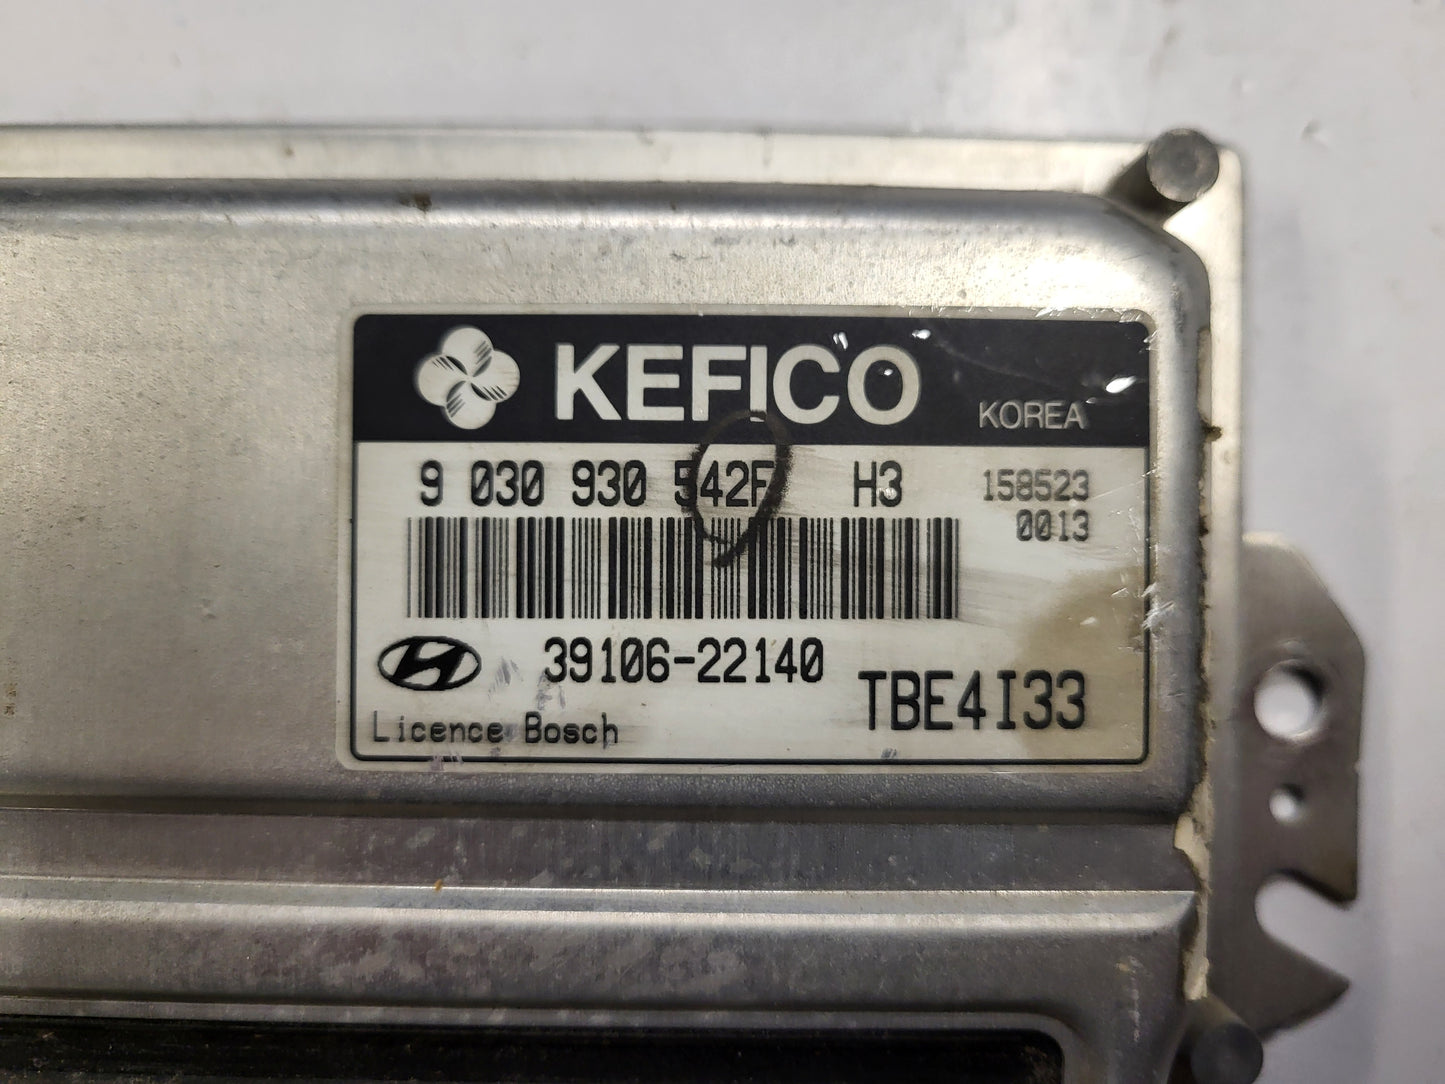 KEFICO
KOREA
9 030 930 542F H3 158523
0013
39106-22140
TBE4I33
Licence Bosch